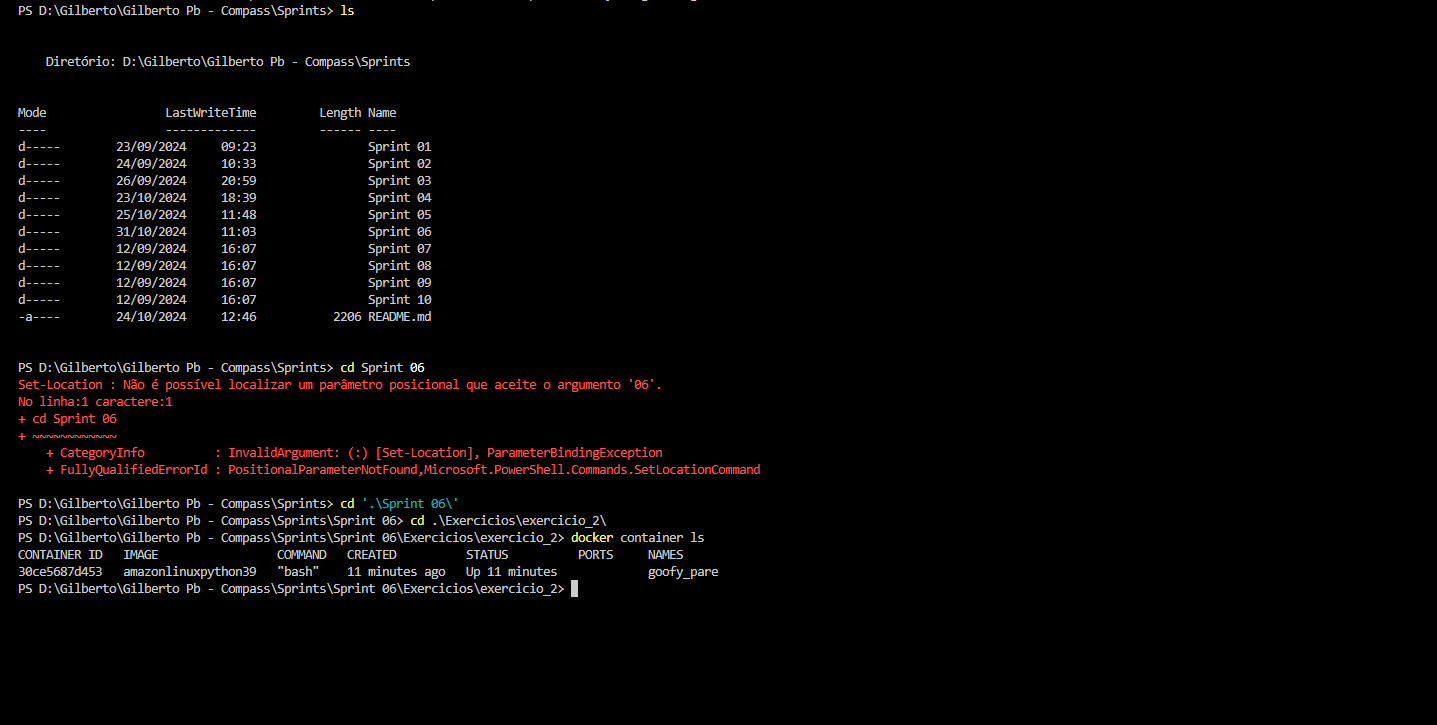 PS D:\Gilberto\Gilberto Pb - Compass\Sprints> ls
Diretório: D:\Gilberto\Gilberto Pb - Compass\Sprints
Mode                LastWriteTime         Length Name
----                -------------         ------ ----
d-----        23/09/2024     09:23                Sprint 01
d-----        24/09/2024     10:33                Sprint 02
d-----        26/09/2024     20:59                Sprint 03
d-----        23/10/2024     18:39                Sprint 04
d-----        25/10/2024     11:48                Sprint 05
d-----        31/10/2024     11:03                Sprint 06
d-----        12/09/2024     16:07                Sprint 07
d-----        12/09/2024     16:07                Sprint 08
d-----        12/09/2024     16:07                Sprint 09
d-----        12/09/2024     16:07                Sprint 10
-a----        24/10/2024     12:46           2206 README.md
PS D:\Gilberto\Gilberto Pb - Compass\Sprints> cd Sprint 06
Set-Location : Não é possível localizar um parâmetro posicional que aceite o argumento '06'.
No linha:1 caractere:1
+ cd Sprint 06
+ ~~~~~~~~~~~~
+ CategoryInfo          : InvalidArgument: (:) [Set-Location], ParameterBindingException
+ FullyQualifiedErrorId : PositionalParameterNotFound,Microsoft.PowerShell.Commands.SetLocationCommand
PS D:\Gilberto\Gilberto Pb - Compass\Sprints> cd '.\Sprint 06\'
PS D:\Gilberto\Gilberto Pb - Compass\Sprints\Sprint 06> cd .\Exercicios\exercicio_2\
PS D:\Gilberto\Gilberto Pb - Compass\Sprints\Sprint 06\Exercicios\exercicio_2> docker container ls
CONTAINER ID   IMAGE                 COMMAND   CREATED          STATUS          PORTS     NAMES
30ce5687d453   amazonlinuxpython39   "bash"    11 minutes ago   Up 11 minutes             goofy_pare
PS D:\Gilberto\Gilberto Pb - Compass\Sprints\Sprint 06\Exercicios\exercicio_2>